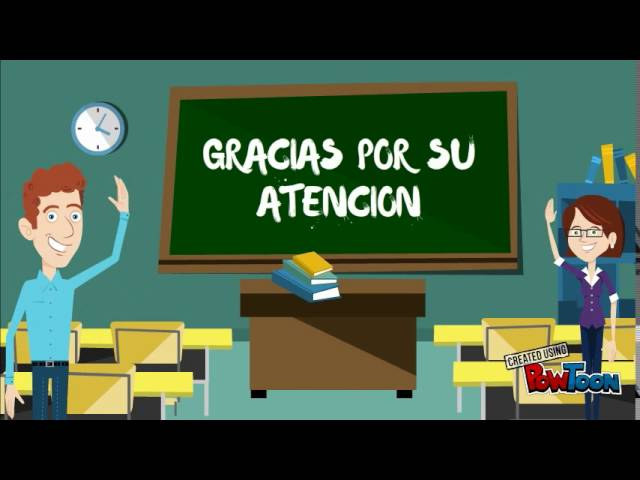 GRACIAS POR SU
ATENCION
CREATED USING
POWTOON